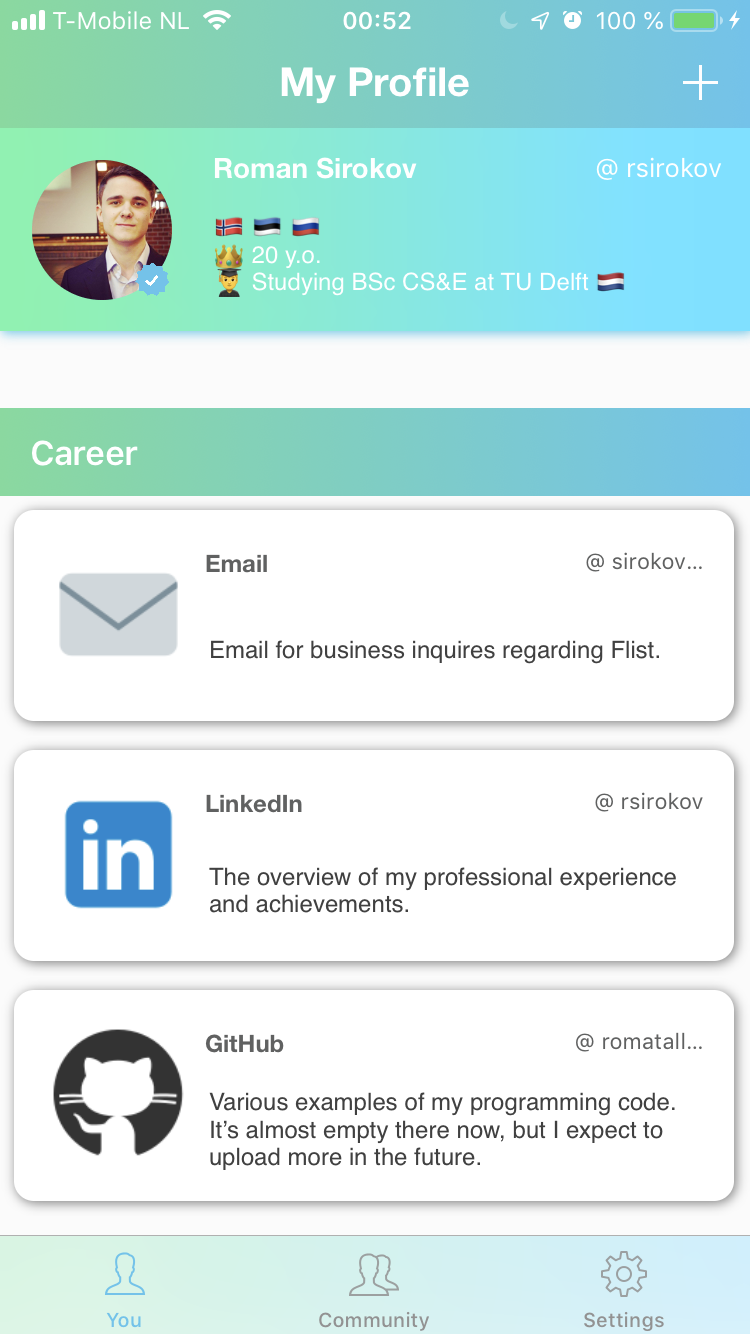 T-Mobile NL 00:52 100 %
My Profile
Roman Sirokov @ rsirokov
20 y.o.
Studying BSc CS&E at TU Delft
Career
Email @ sirokov...
Email for business inquires regarding Flist.
LinkedIn @ rsirokov
in
The overview of my professional experience
and achievements.
GitHub @ romatall...
Various examples of my programming code.
It’s almost empty there now, but I expect to
upload more in the future.
You Community Settings